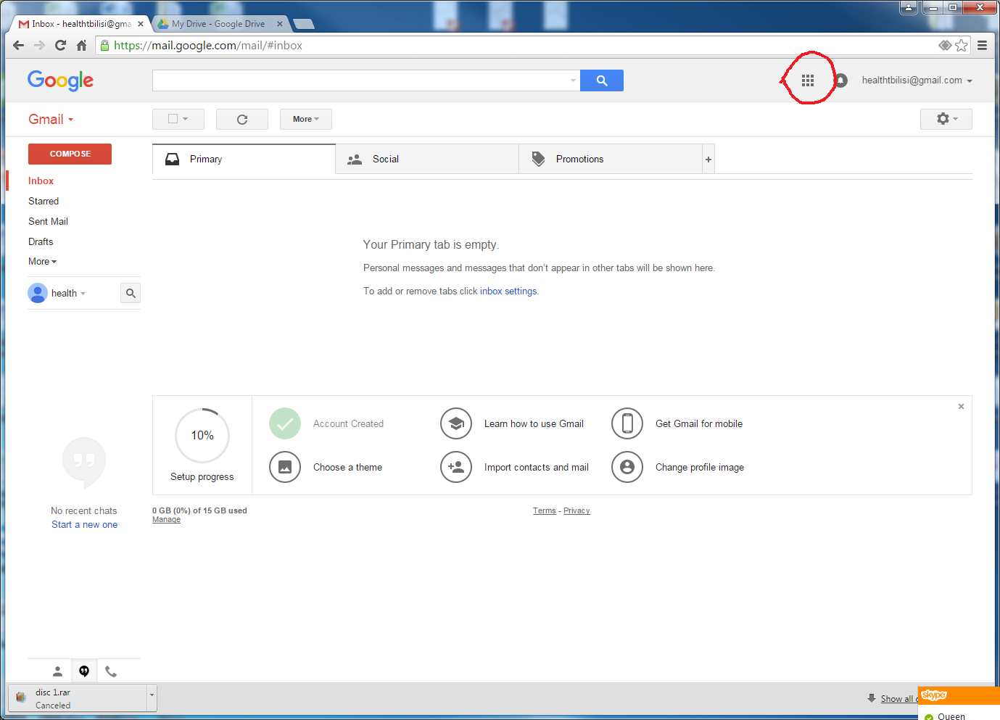 Inbox - healthtbilisi@gma
My Drive - Google Drive
https://mail.google.com/mail/#inbox
Google
healthtbilisi@gmail.com
Gmail
More
COMPOSE
Primary
Social
Promotions
+
Inbox
Starred
Sent Mail
Drafts
More
health
Your Primary tab is empty.
Personal messages and messages that don't appear in other tabs will be shown here.
To add or remove tabs click inbox settings.
10%
Setup progress
Account Created
Learn how to use Gmail
Get Gmail for mobile
Choose a theme
Import contacts and mail
Change profile image
No recent chats
Start a new one
0 GB (0%) of 15 GB used
Manage
Terms - Privacy
disc 1.rar
Canceled
Show all
skype
Queen